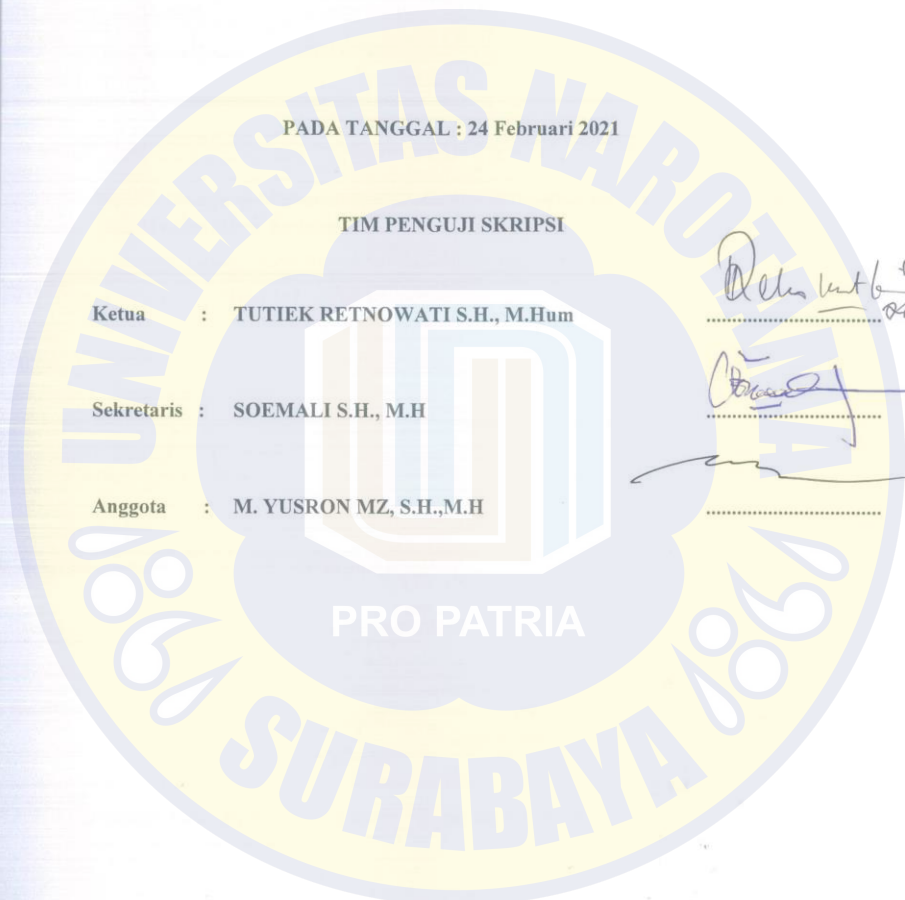 PADA TANGGAL : 24 Februari 2021
TIM PENGUJI SKRIPSI
Ketua : TUTIEK RETNOWATI S.H., M.Hum
Sekretaris : SOEMALI S.H., M.H
Anggota : M. YUSRON MZ, S.H.,M.H
UNIVERSITAS NAROTAMA
PRO PATRIA
SURABAYA